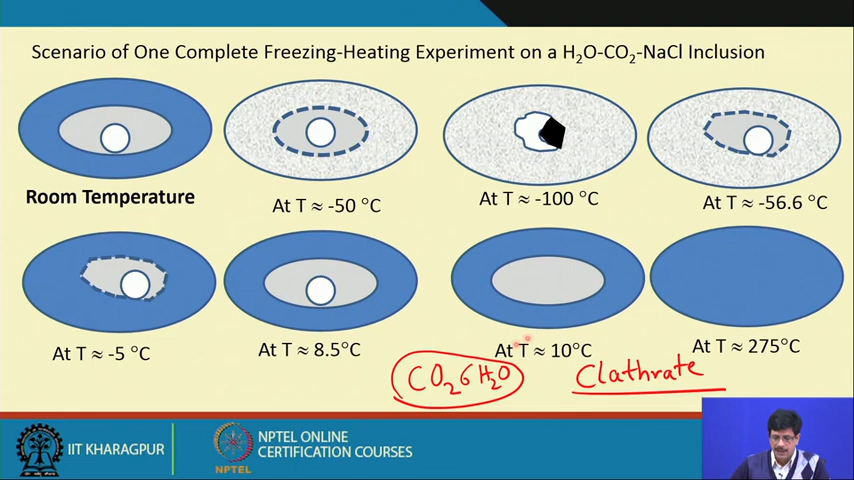 Scenario of One Complete Freezing-Heating Experiment on a H₂O-CO₂-NaCl Inclusion
Room Temperature
At T ≈ -50 °C
At T ≈ -100 °C
At T ≈ -56.6 °C
At T ≈ -5 °C
At T ≈ 8.5°C
At T ≈ 10°C
At T ≈ 275°C
CO₂6H₂O
Clathrate
IIT KHARAGPUR
NPTEL
NPTEL ONLINE
CERTIFICATION COURSES